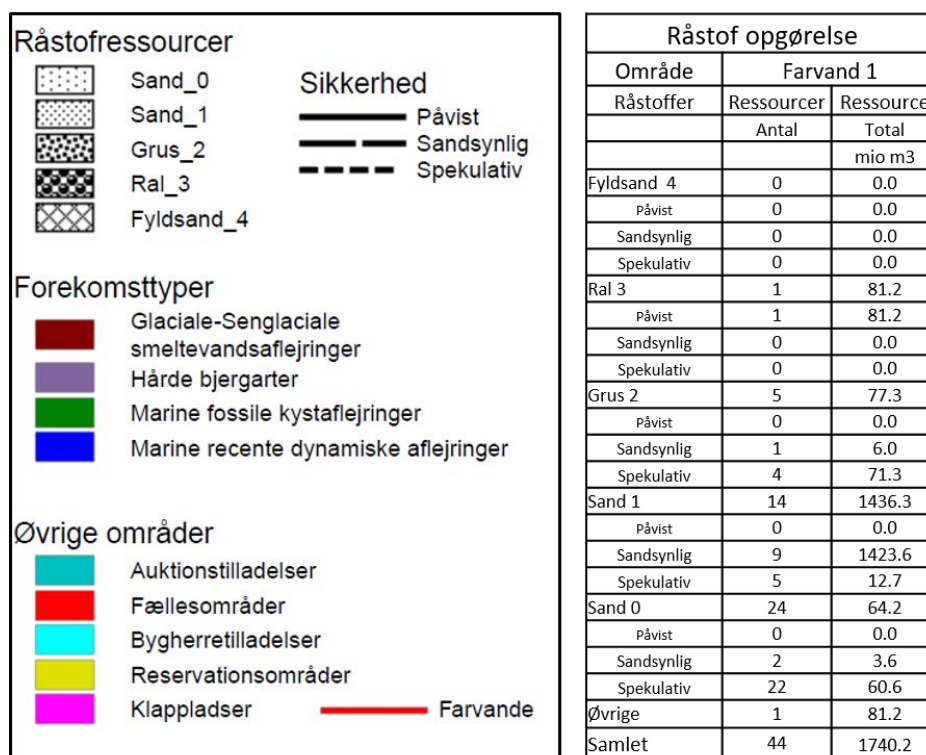 Råstofressourcer
Sand_0
Sand_1
Grus_2
Ral_3
Fyldsand_4
Sikkerhed
Påvist
Sandsynlig
Spekulativ
Forekomsttyper
Glaciale-Senglaciale
smeltevandsaflejringer
Hårde bjergarter
Marine fossile kystaflejringer
Marine recente dynamiske aflejringer
Øvrige områder
Auktionstilladelser
Fællesområder
Bygherretilladelser
Reservationsområder
Klappladser
Farvande
Råstof opgørelse
Område Farvand 1
Råstoffer Ressourcer Ressource
Antal Total
mio m3
Fyldsand 4 0 0.0
Påvist 0 0.0
Sandsynlig 0 0.0
Spekulativ 0 0.0
Ral 3 1 81.2
Påvist 1 81.2
Sandsynlig 0 0.0
Spekulativ 0 0.0
Grus 2 5 77.3
Påvist 0 0.0
Sandsynlig 1 6.0
Spekulativ 4 71.3
Sand 1 14 1436.3
Påvist 0 0.0
Sandsynlig 9 1423.6
Spekulativ 5 12.7
Sand 0 24 64.2
Påvist 0 0.0
Sandsynlig 2 3.6
Spekulativ 22 60.6
Øvrige 1 81.2
Samlet 44 1740.2